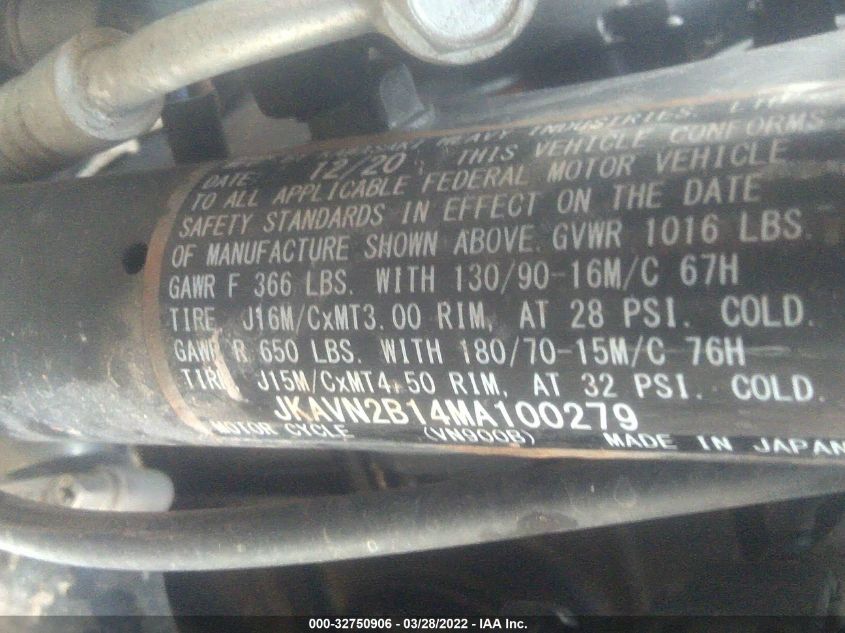 HEAVY INDUSTRIES, LTD.
DATE: 12/20 THIS VEHICLE CONFORMS
TO ALL APPLICABLE FEDERAL MOTOR VEHICLE
SAFETY STANDARDS IN EFFECT ON THE DATE
OF MANUFACTURE SHOWN ABOVE. GVWR 1016 LBS.
GAWR F 366 LBS. WITH 130/90-16M/C 67H
TIRE, J16M/CxMT3.00 RIM, AT 28 PSI. COLD.
GAWR R 650 LBS. WITH 180/70-15M/C 76H
TIRE, J15M/CxMT4.50 RIM, AT 32 PSI. COLD.
JKAVN2B14MA100279
MOTOR CYCLE (VN900B) MADE IN JAPAN
000-32750906 - 03/28/2022 - IAA Inc.